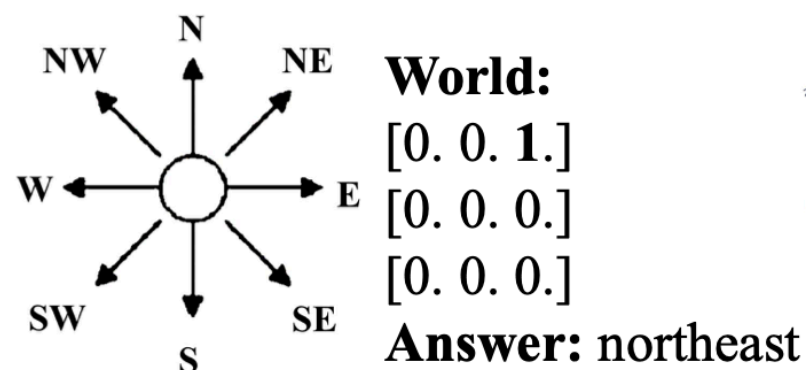 N
NW
NE
W
E
SW
SE
S
World:
[0. 0. 1.]
[0. 0. 0.]
[0. 0. 0.]
Answer: northeast